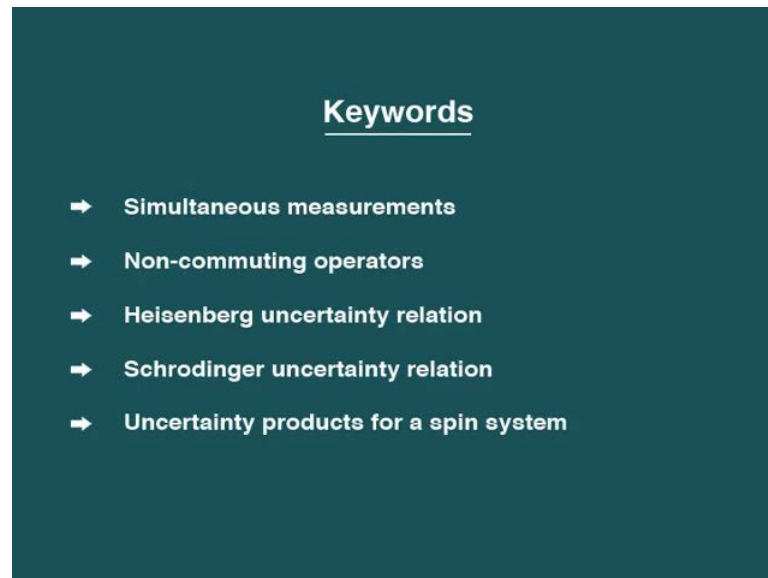 Keywords
Simultaneous measurements
Non-commuting operators
Heisenberg uncertainty relation
Schrodinger uncertainty relation
Uncertainty products for a spin system